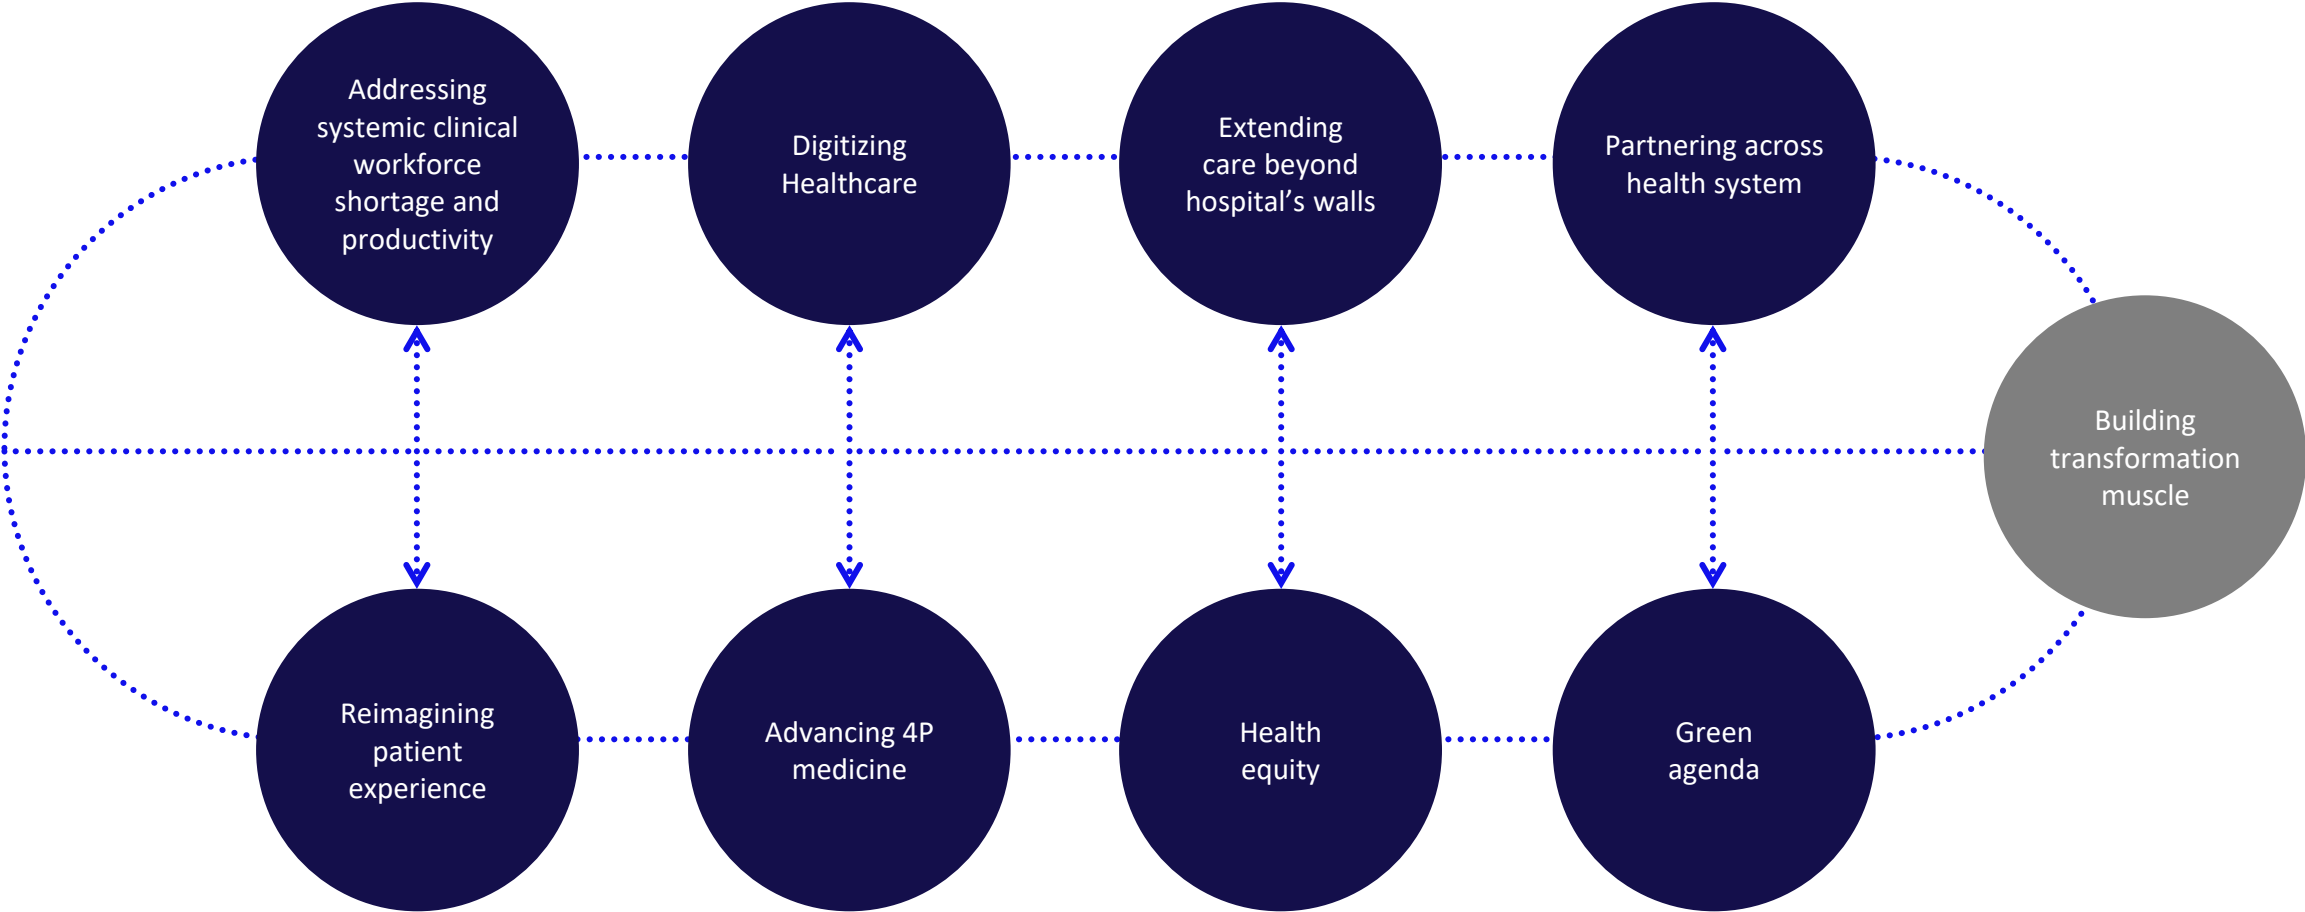 Addressing
systemic clinical
workforce
shortage and
productivity
Digitizing
Healthcare
Extending
care beyond
hospital’s walls
Partnering across
health system
Building
transformation
muscle
Reimagining
patient
experience
Advancing 4P
medicine
Health
equity
Green
agenda